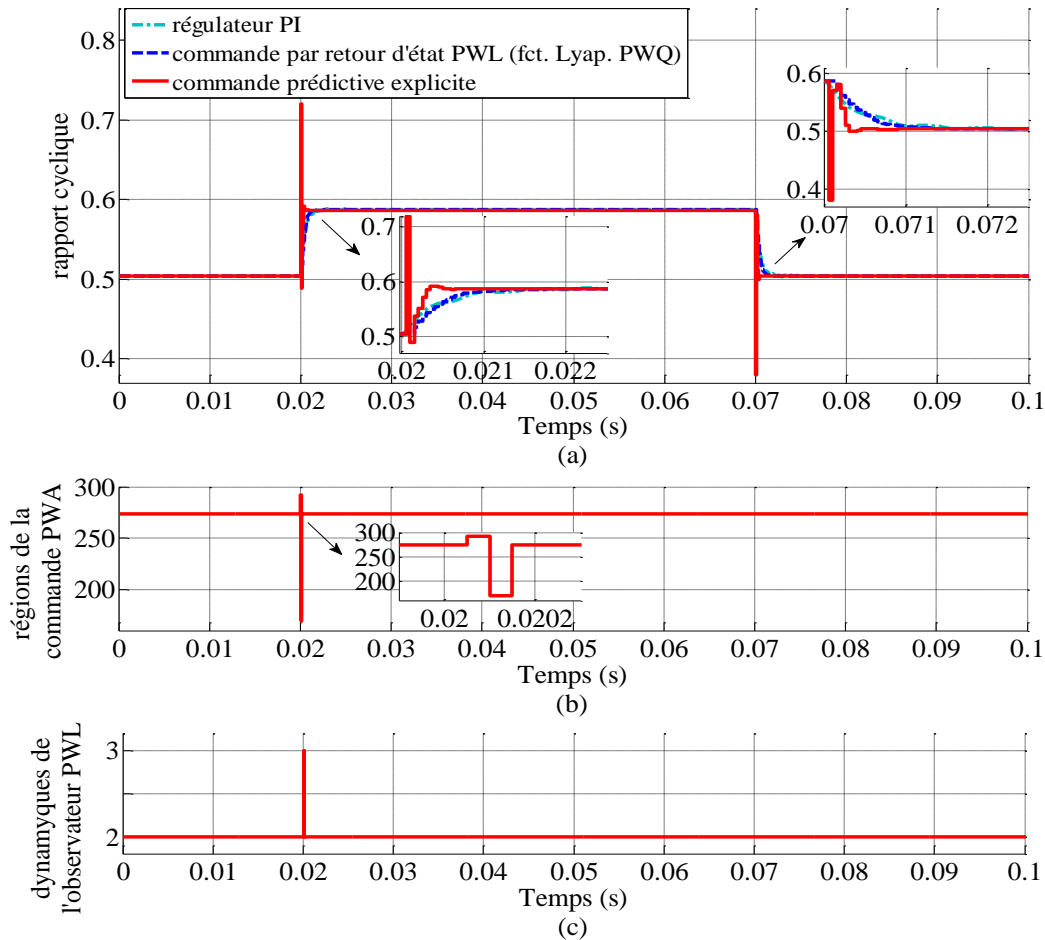 régulateur PI
commande par retour d'état PWL (fct. Lyap. PWQ)
commande prédictive explicite
rapport cyclique
0.8
0.7
0.6
0.5
0.4
0.6
0.5
0.4
0.07 0.071 0.072
0.7
0.6
0.5
0.02 0.021 0.022
0 0.01 0.02 0.03 0.04 0.05 0.06 0.07 0.08 0.09 0.1
Temps (s)
(a)
régions de la
commande PWA
300
250
200
300
250
200
0.02 0.0202
0 0.01 0.02 0.03 0.04 0.05 0.06 0.07 0.08 0.09 0.1
Temps (s)
(b)
dynamyques de
l'observateur PWL
3
2
0 0.01 0.02 0.03 0.04 0.05 0.06 0.07 0.08 0.09 0.1
Temps (s)
(c)